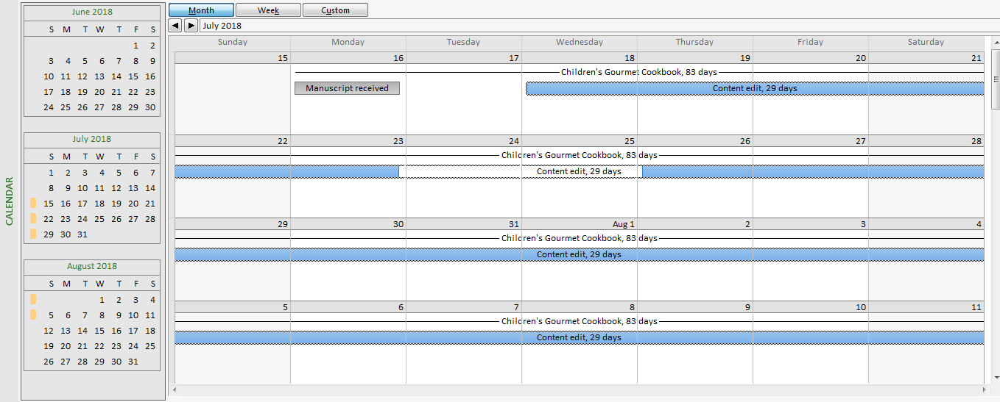 CALENDAR
June 2018
S M T W T F S
1 2
3 4 5 6 7 8 9
10 11 12 13 14 15 16
17 18 19 20 21 22 23
24 25 26 27 28 29 30
July 2018
S M T W T F S
1 2 3 4 5 6 7
8 9 10 11 12 13 14
15 16 17 18 19 20 21
22 23 24 25 26 27 28
29 30 31
August 2018
S M T W T F S
1 2 3 4
5 6 7 8 9 10 11
12 13 14 15 16 17 18
19 20 21 22 23 24 25
26 27 28 29 30 31
Month Week Custom
July 2018
Sunday Monday Tuesday Wednesday Thursday Friday Saturday
15 16 17 18 19 20 21
Children's Gourmet Cookbook, 83 days
Manuscript received Content edit, 29 days
22 23 24 25 26 27 28
Children's Gourmet Cookbook, 83 days
Content edit, 29 days
29 30 31 Aug 1 2 3 4
Children's Gourmet Cookbook, 83 days
Content edit, 29 days
5 6 7 8 9 10 11
Children's Gourmet Cookbook, 83 days
Content edit, 29 days